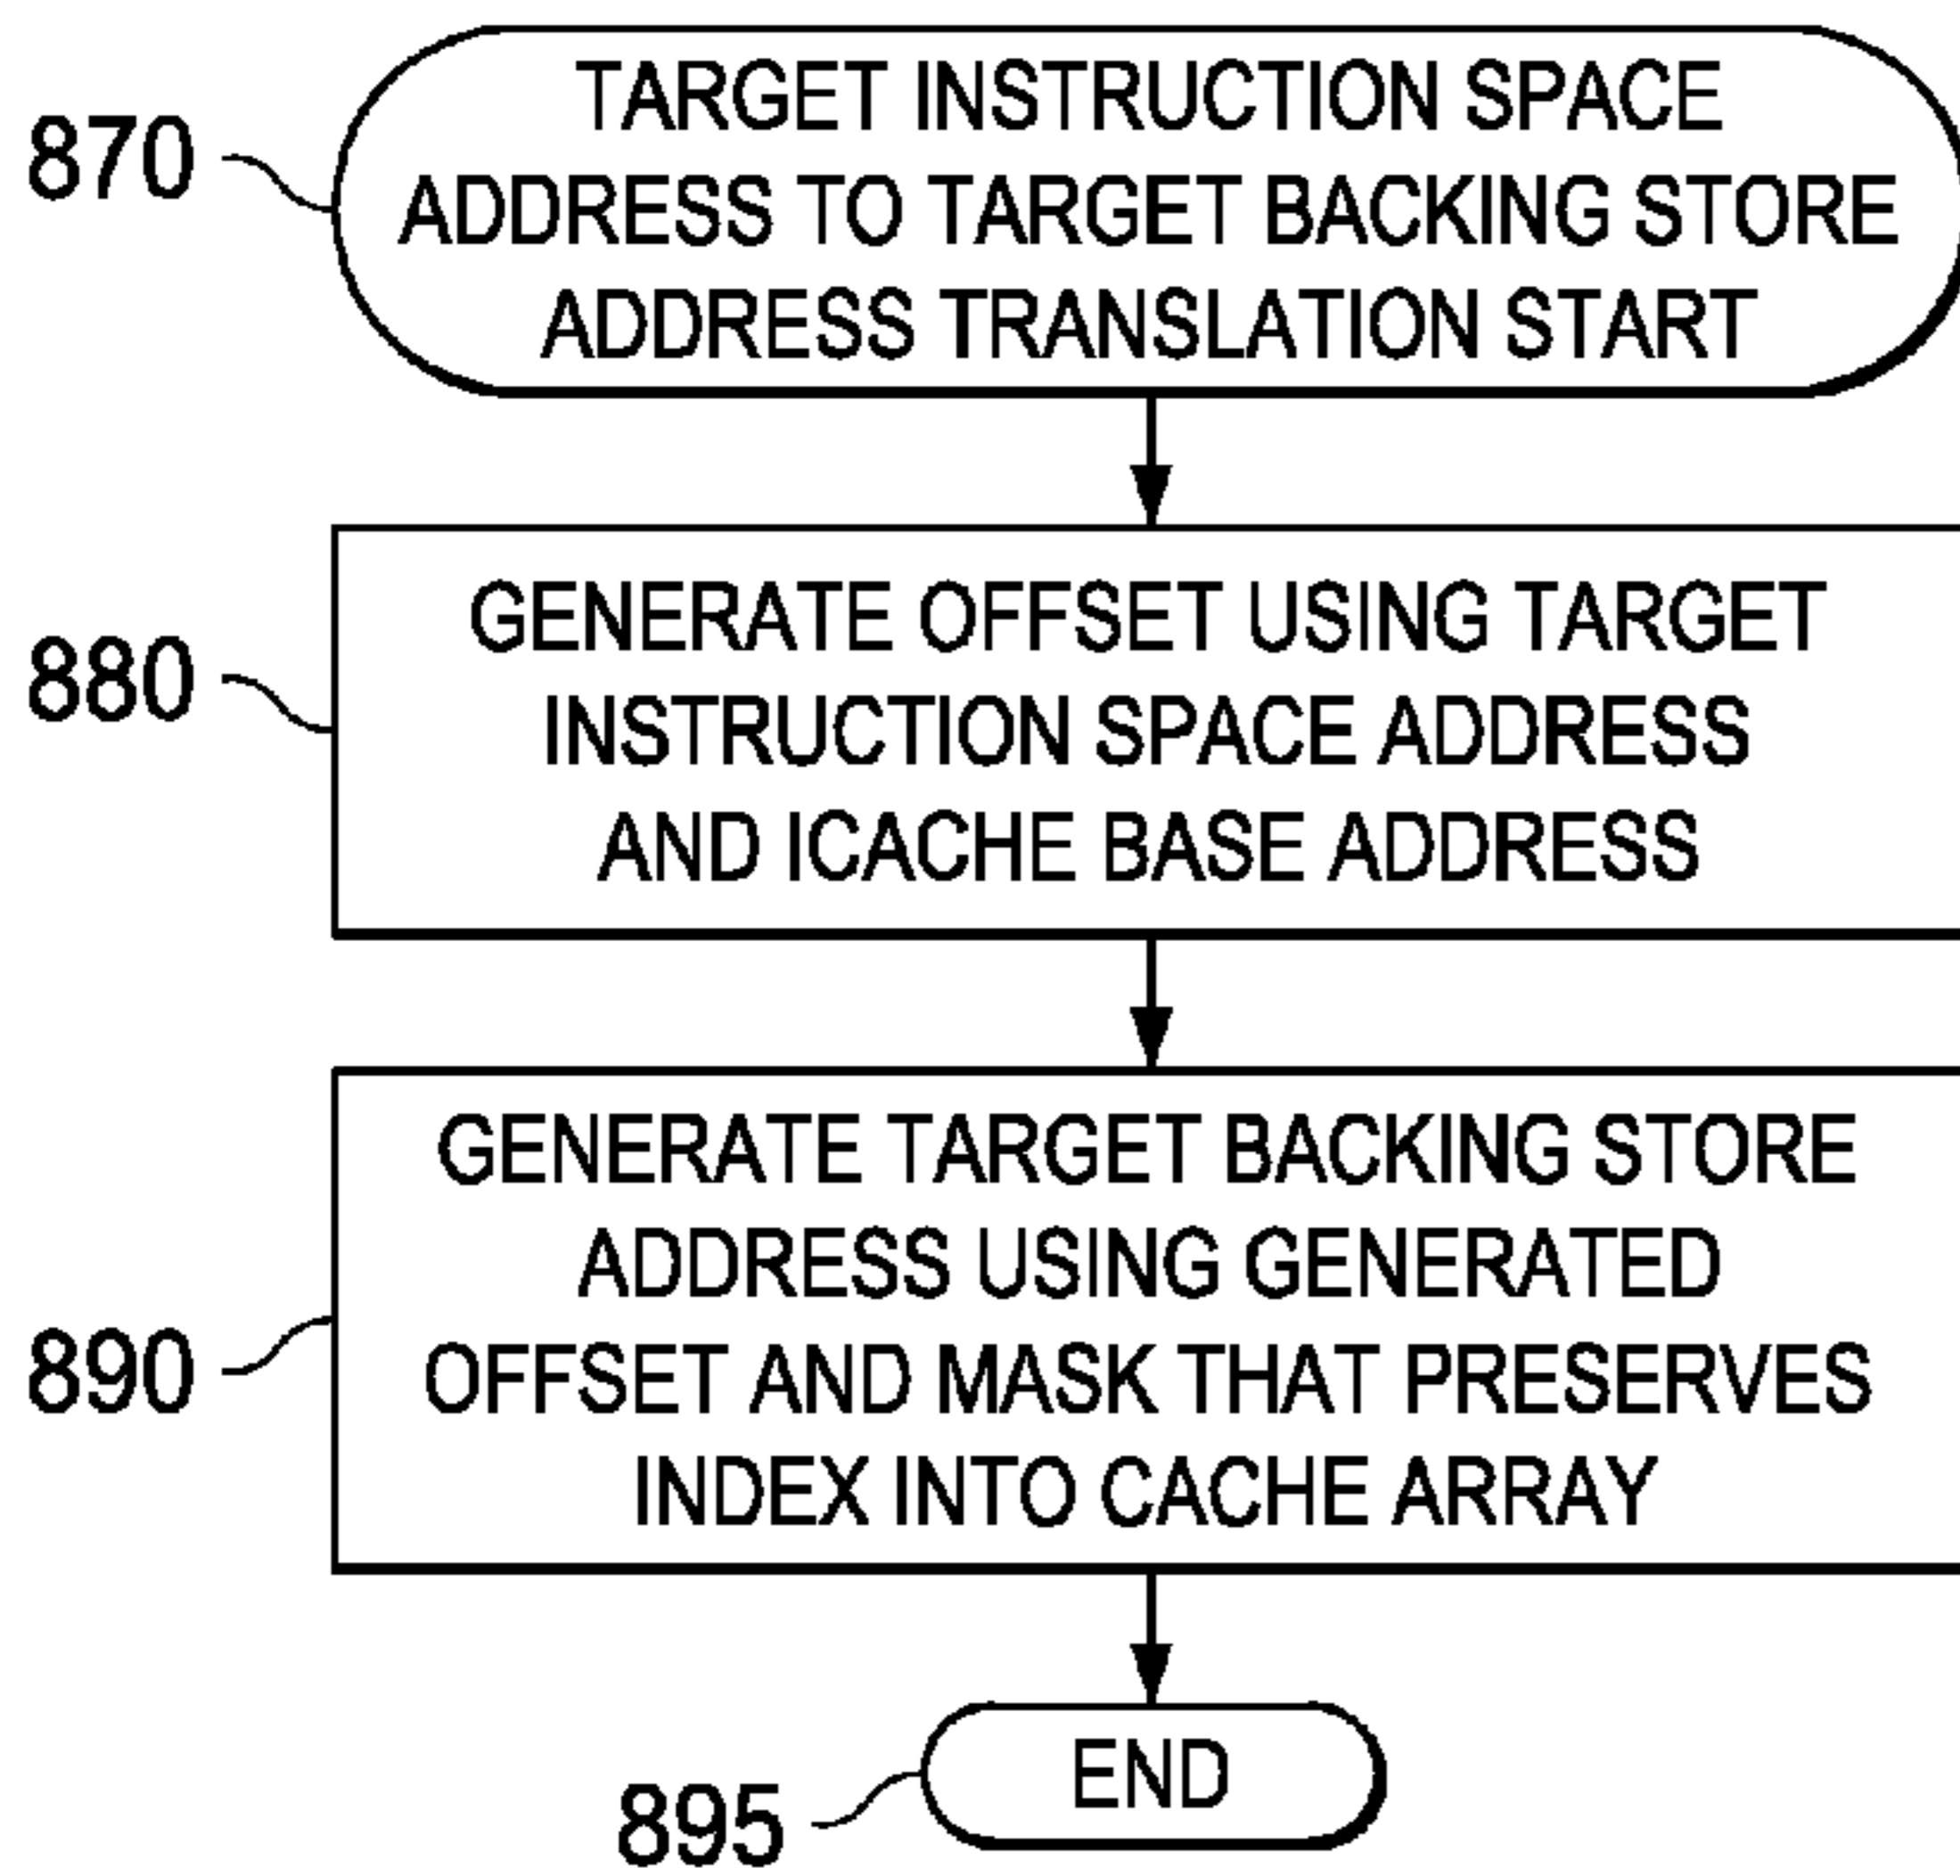 870
TARGET INSTRUCTION SPACE
ADDRESS TO TARGET BACKING STORE
ADDRESS TRANSLATION START
880
GENERATE OFFSET USING TARGET
INSTRUCTION SPACE ADDRESS
AND ICACHE BASE ADDRESS
890
GENERATE TARGET BACKING STORE
ADDRESS USING GENERATED
OFFSET AND MASK THAT PRESERVES
INDEX INTO CACHE ARRAY
895
END